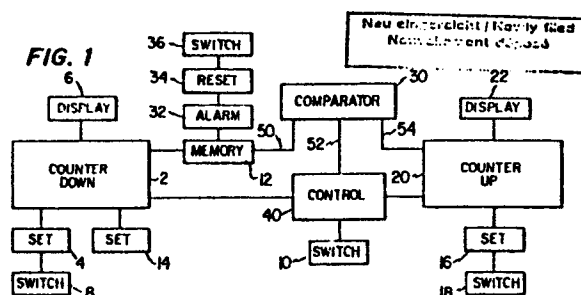 Neu eingereicht / Newly filed
Nouvellement déposé
FIG. 1
36
SWITCH
34
RESET
32
ALARM
MEMORY
12
50
6
DISPLAY
COUNTER
DOWN
2
SET
4
SET
14
SWITCH
8
30
COMPARATOR
52
54
CONTROL
40
10
SWITCH
22
DISPLAY
20
COUNTER
UP
16
SET
18
SWITCH